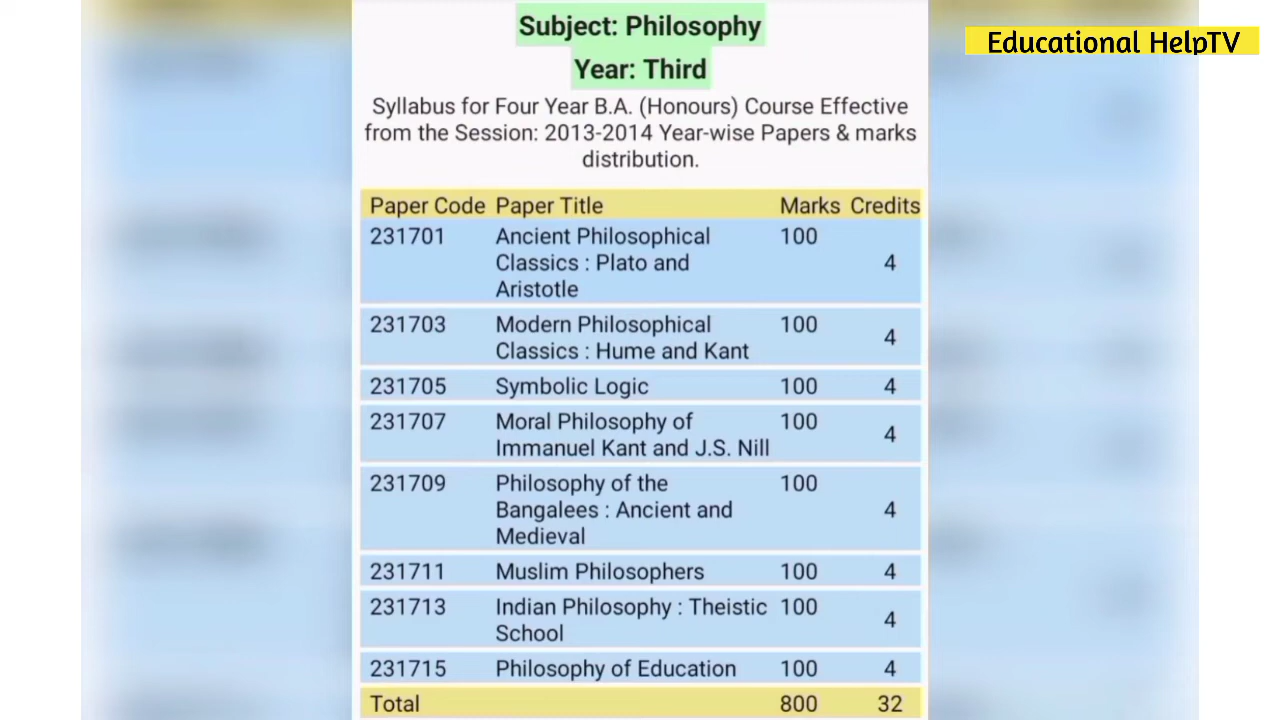 Subject: Philosophy
Educational HelpTV
Year: Third
Syllabus for Four Year B.A. (Honours) Course Effective
from the Session: 2013-2014 Year-wise Papers & marks
distribution.
Paper Code Paper Title Marks Credits
231701 Ancient Philosophical 100
Classics : Plato and 4
Aristotle
231703 Modern Philosophical 100
Classics : Hume and Kant 4
231705 Symbolic Logic 100 4
231707 Moral Philosophy of 100
Immanuel Kant and J.S. Nill 4
231709 Philosophy of the 100
Bangalees : Ancient and 4
Medieval
231711 Muslim Philosophers 100 4
231713 Indian Philosophy : Theistic 100
School 4
231715 Philosophy of Education 100 4
Total 800 32